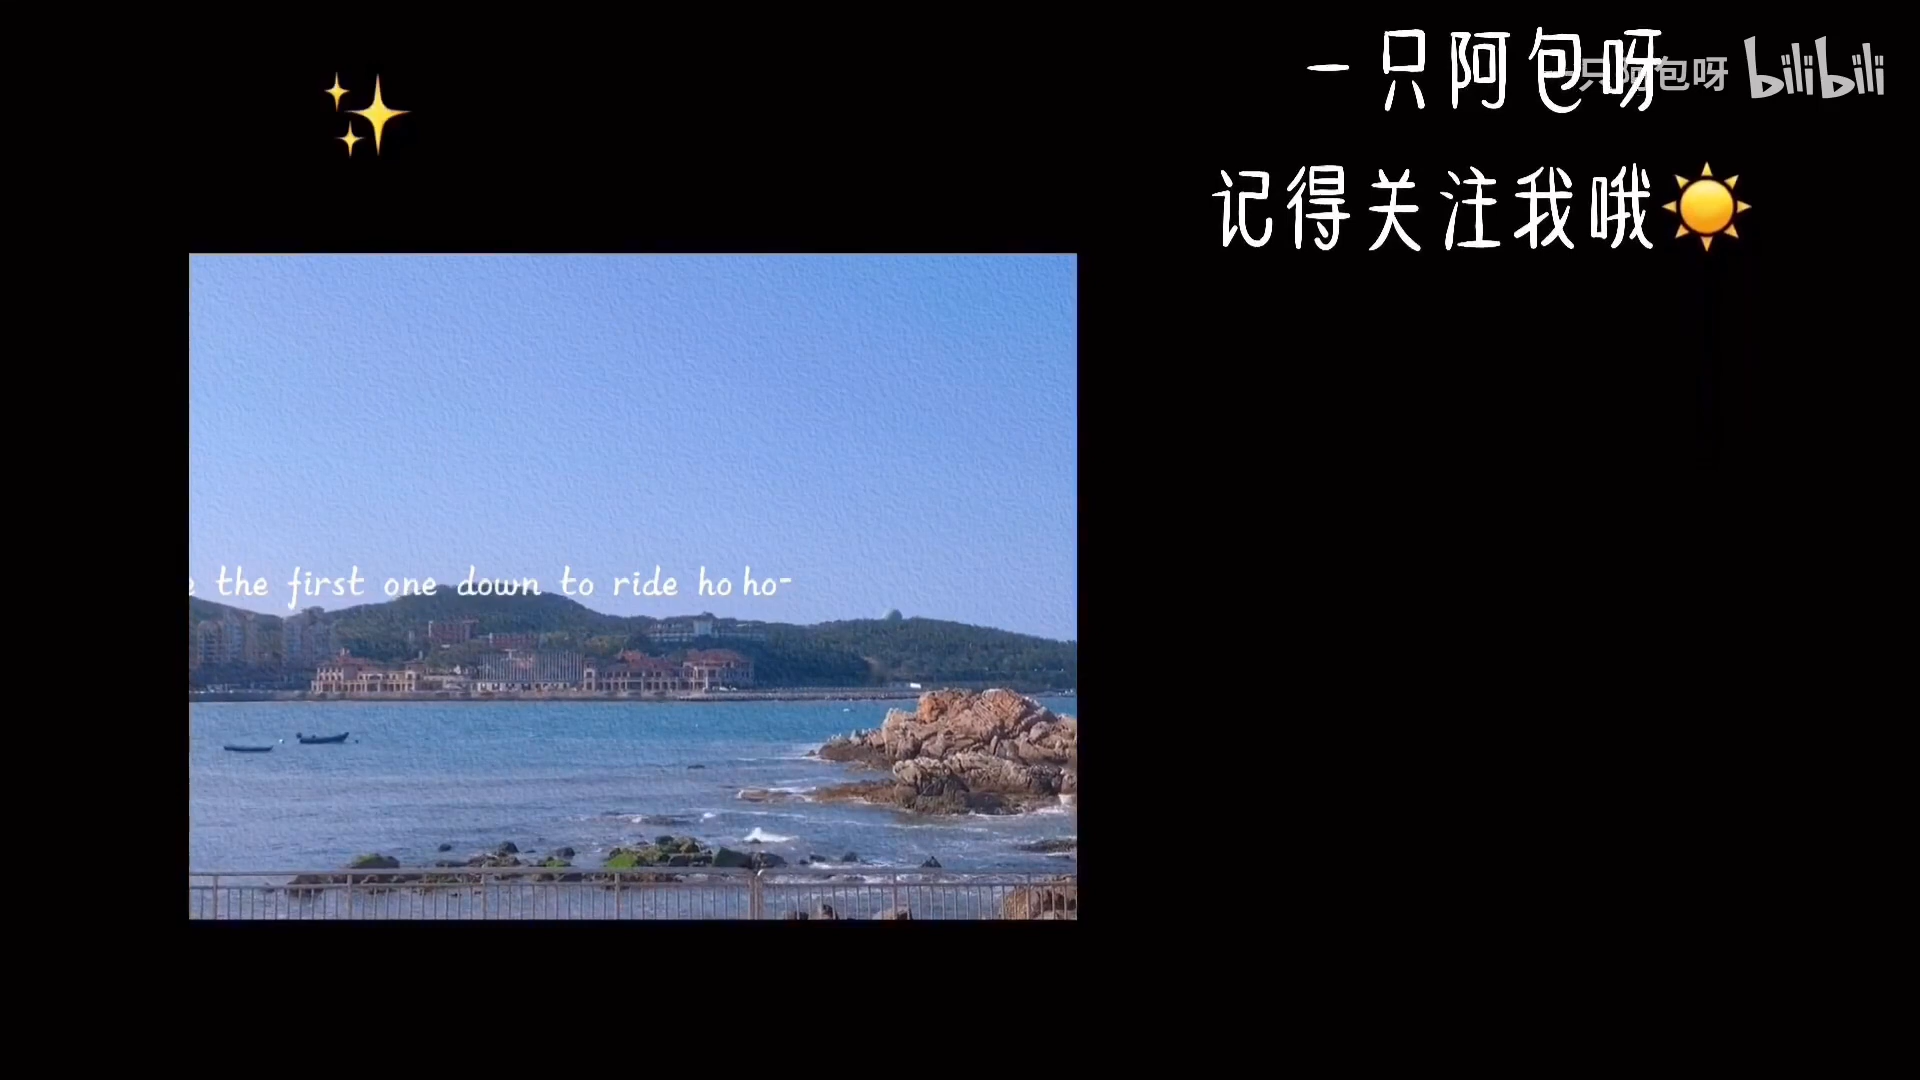 一只阿包呀
一只阿包呀 bilibili
记得关注我哦
the first one down to ride ho ho-